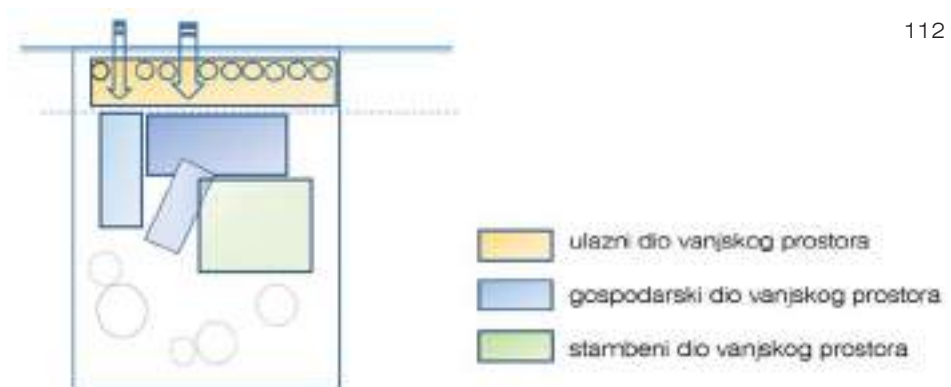 112
ulazni dio vanjskog prostora
gospodarski dio vanjskog prostora
stambeni dio vanjskog prostora